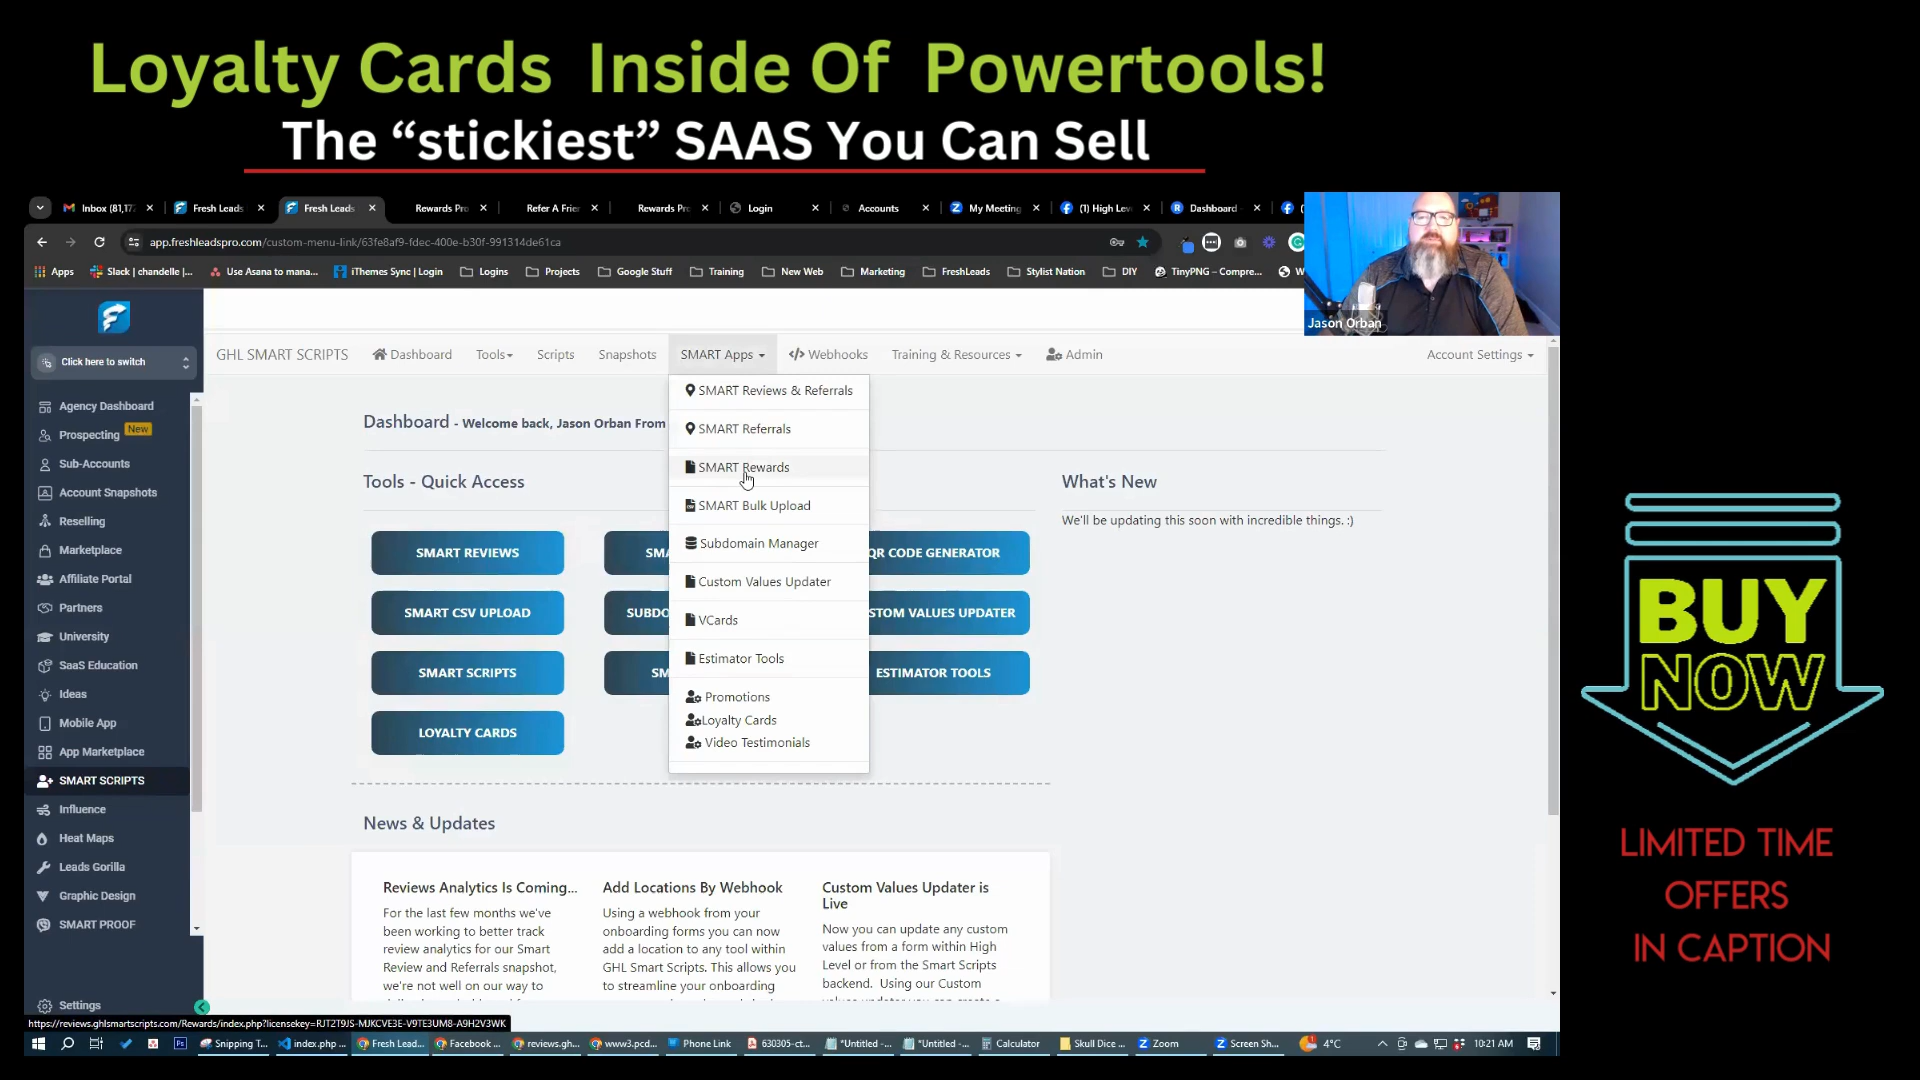 Loyalty Cards Inside Of Powertools!
The “stickiest” SAAS You Can Sell
Inbox (81,17
Fresh Leads
Fresh Leads
Rewards Pro
Refer A Frien
Rewards Pro
Login
Accounts
My Meeting
(1) High Lev
Dashboard -
app.freshleadspro.com/custom-menu-link/63fe8af9-fdec-400e-b30f-991314de61ca
Apps
Slack | chandelle |...
Use Asana to mana...
iThemes Sync | Login
Logins
Projects
Google Stuff
Training
New Web
Marketing
FreshLeads
Stylist Nation
DIY
TinyPNG – Compre...
Jason Orban
Click here to switch
GHL SMART SCRIPTS
Dashboard
Tools
Scripts
Snapshots
SMART Apps
Webhooks
Training & Resources
Admin
Account Settings
Agency Dashboard
Prospecting New
Sub-Accounts
Account Snapshots
Reselling
Marketplace
Affiliate Portal
Partners
University
SaaS Education
Ideas
Mobile App
App Marketplace
SMART SCRIPTS
Influence
Heat Maps
Leads Gorilla
Graphic Design
SMART PROOF
Settings
SMART Reviews & Referrals
SMART Referrals
SMART Rewards
SMART Bulk Upload
Subdomain Manager
Custom Values Updater
VCards
Estimator Tools
Promotions
Loyalty Cards
Video Testimonials
Dashboard - Welcome back, Jason Orban From
Tools - Quick Access
SMART REVIEWS
SMA
QR CODE GENERATOR
SMART CSV UPLOAD
SUBDO
STOM VALUES UPDATER
SMART SCRIPTS
SM
ESTIMATOR TOOLS
LOYALTY CARDS
What's New
We'll be updating this soon with incredible things. :)
News & Updates
Reviews Analytics Is Coming...
For the last few months we've
been working to better track
review analytics for our Smart
Review and Referrals snapshot,
we're not well on our way to
Add Locations By Webhook
Using a webhook from your
onboarding forms you can now
add a location to any tool within
GHL Smart Scripts. This allows you
to streamline your onboarding
Custom Values Updater is
Live
Now you can update any custom
values from a form within High
Level or from the Smart Scripts
backend. Using our Custom
https://reviews.ghlsmartscripts.com/Rewards/index.php?licensekey=RJT2T9JS-MJKCVE3E-V9TE3UM8-A9H2V3WK
Snipping T...
index.php ...
Fresh Lead...
Facebook ...
reviews.gh...
www3.pcd...
Phone Link
630305-ct...
*Untitled -...
*Untitled -...
Calculator
Skull Dice ...
Zoom
Screen Sh...
4°C
10:21 AM
BUY
NOW
LIMITED TIME
OFFERS
IN CAPTION